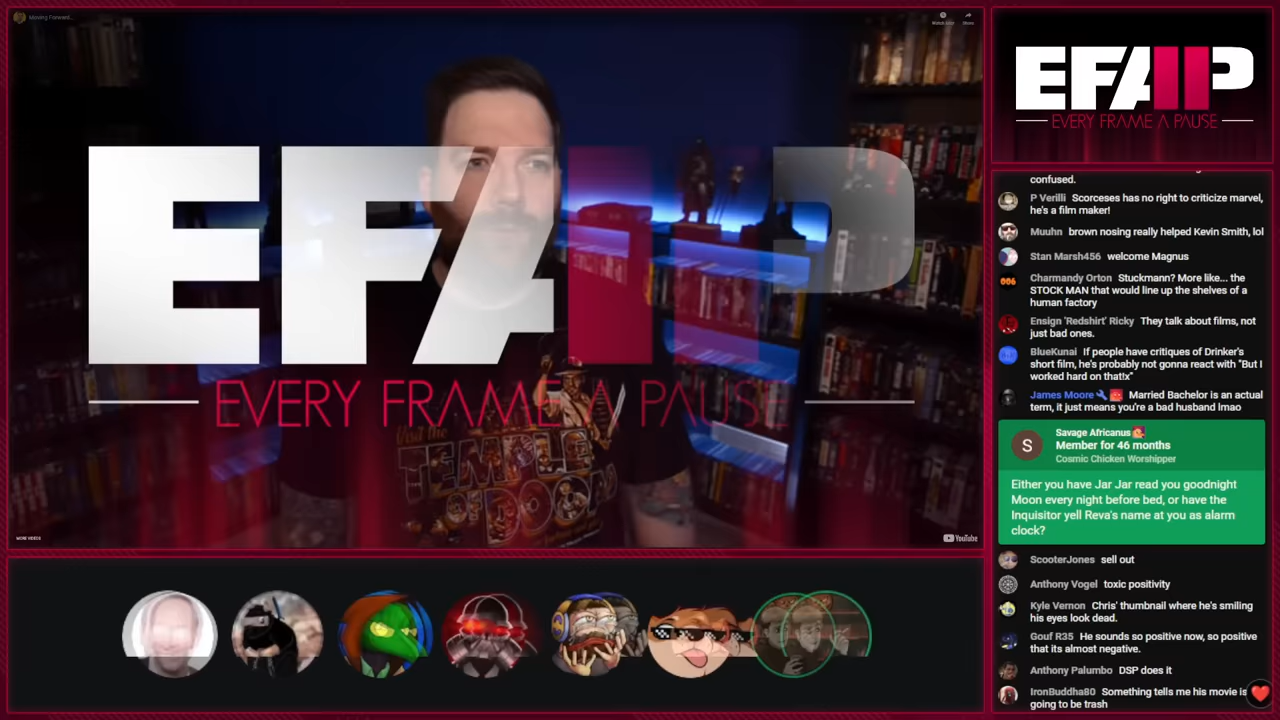 Moving Forward...
Watch later
Share
EFAP
EVERY FRAME A PAUSE
Visit the
TEMPLE
OF DOOM
MORE VIDEOS
YouTube
EFAP
EVERY FRAME A PAUSE
confused.
P Verilli Scorceses has no right to criticize marvel,
he's a film maker!
Muuhn brown nosing really helped Kevin Smith, lol
Stan Marsh456 welcome Magnus
Charmandy Orton Stuckmann? More like... the
STOCK MAN that would line up the shelves of a
human factory
Ensign 'Redshirt' Ricky They talk about films, not
just bad ones.
BlueKunai If people have critiques of Drinker's
short film, he's probably not gonna react with "But I
worked hard on that!x"
James Moore Married Bachelor is an actual
term, it just means you're a bad husband lmao
S
Savage Africanus
Member for 46 months
Cosmic Chicken Worshipper
Either you have Jar Jar read you goodnight
Moon every night before bed, or have the
Inquisitor yell Reva's name at you as alarm
clock?
ScooterJones sell out
Anthony Vogel toxic positivity
Kyle Vernon Chris' thumbnail where he's smiling
his eyes look dead.
Gouf R35 He sounds so positive now, so positive
that its almost negative.
Anthony Palumbo DSP does it
IronBuddha80 Something tells me his movie is
going to be trash